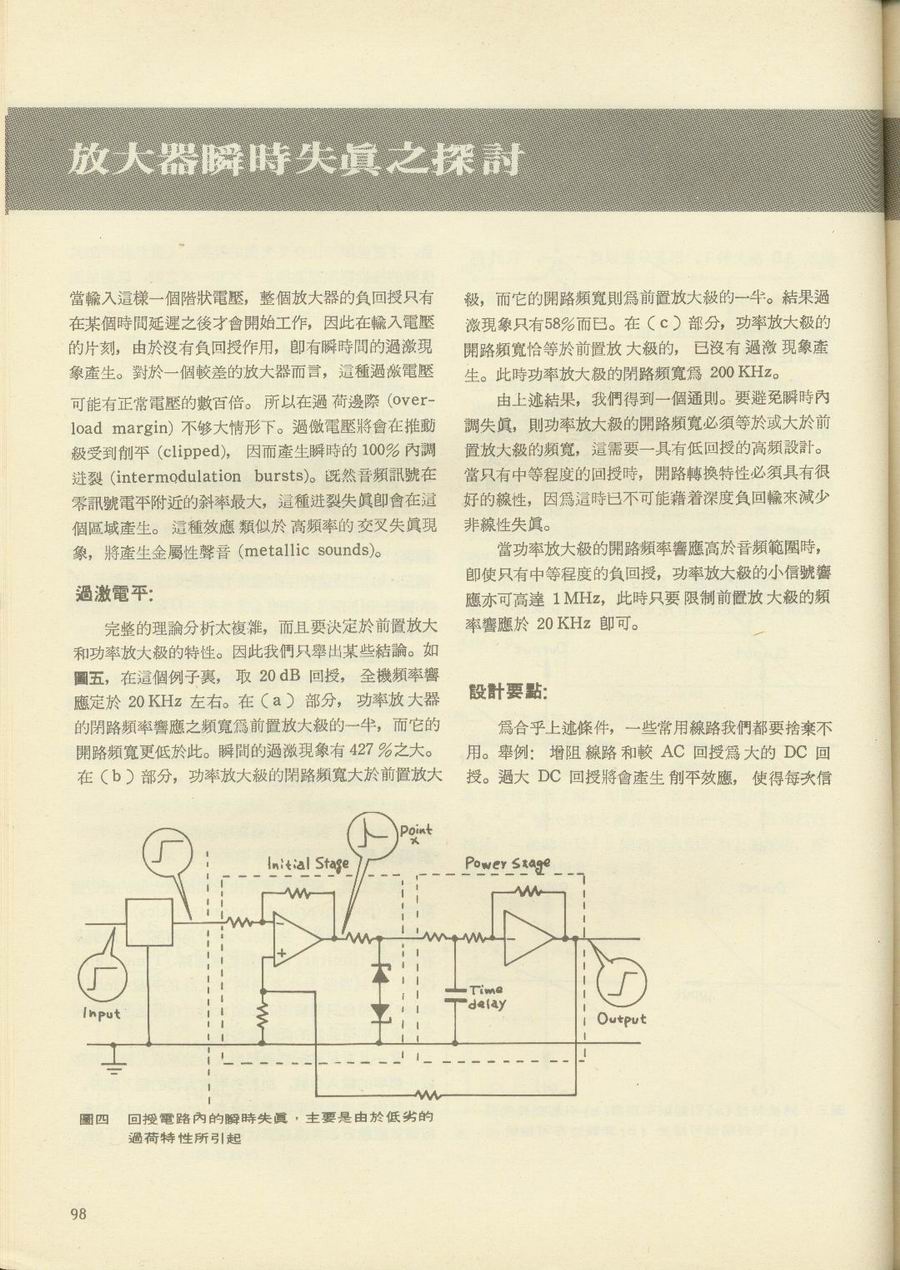 放大器瞬時失眞之探討
當輸入這樣一個階狀電壓，整個放大器的負回授只有
在某個時間延遲之後才會開始工作，因此在輸入電壓
的片刻，由於沒有負回授作用，卽有瞬時間的過激現
象產生。對於一個較差的放大器而言，這種過激電壓
可能有正常電壓的數百倍。所以在過荷邊際 (over-
load margin) 不够大情形下。過儌電壓將會在推動
級受到削平 (clipped)，因而產生瞬時的 100% 內調
迸裂 (intermodulation bursts)。旣然音頻訊號在
零訊號電平附近的斜率最大，這種迸裂失眞卽會在這
個區域產生。這種效應類似於高頻率的交叉失眞現
象，將產生金屬性聲音 (metallic sounds)。
過激電平：
完整的理論分析太複雜，而且要決定於前置放大
和功率放大級的特性。因此我們只舉出某些結論。如
圖五，在這個例子裏，取 20 dB 回授，全機頻率響
應定於 20 KHz 左右。在（a）部分，功率放大器
的閉路頻率響應之頻寬爲前置放大級的一半，而它的
開路頻寬更低於此。瞬間的過激現象有 427 %之大。
在（b）部分，功率放大級的閉路頻寬大於前置放大
級，而它的開路頻寬則爲前置放大級的一半。結果過
激現象只有58%而已。在（c）部分，功率放大級的
開路頻寬恰等於前置放大級的，已沒有過激現象產
生。此時功率放大級的閉路頻寬爲 200 KHz。
由上述結果，我們得到一個通則。要避免瞬時內
調失眞，則功率放大級的開路頻寬必須等於或大於前
置放大級的頻寬，這需要一具有低回授的高頻設計。
當只有中等程度的回授時，開路轉換特性必須具有很
好的線性，因爲這時已不可能藉着深度負回輸來減少
非線性失眞。
當功率放大級的開路頻率響應高於音頻範圍時，
卽使只有中等程度的負回授，功率放大級的小信號響
應亦可高達 1 MHz，此時只要限制前置放大級的頻
率響應於 20 KHz 卽可。
設計要點：
爲合乎上述條件，一些常用線路我們都要捨棄不
用。舉例：增阻線路和較 AC 回授爲大的 DC 回
授。過大 DC 回授將會產生削平效應，使得每次信
Point
x
Initial Stage
Power Stage
Time
delay
Input
Output
圖四 回授電路內的瞬時失眞，主要是由於低劣的
過荷特性所引起
98